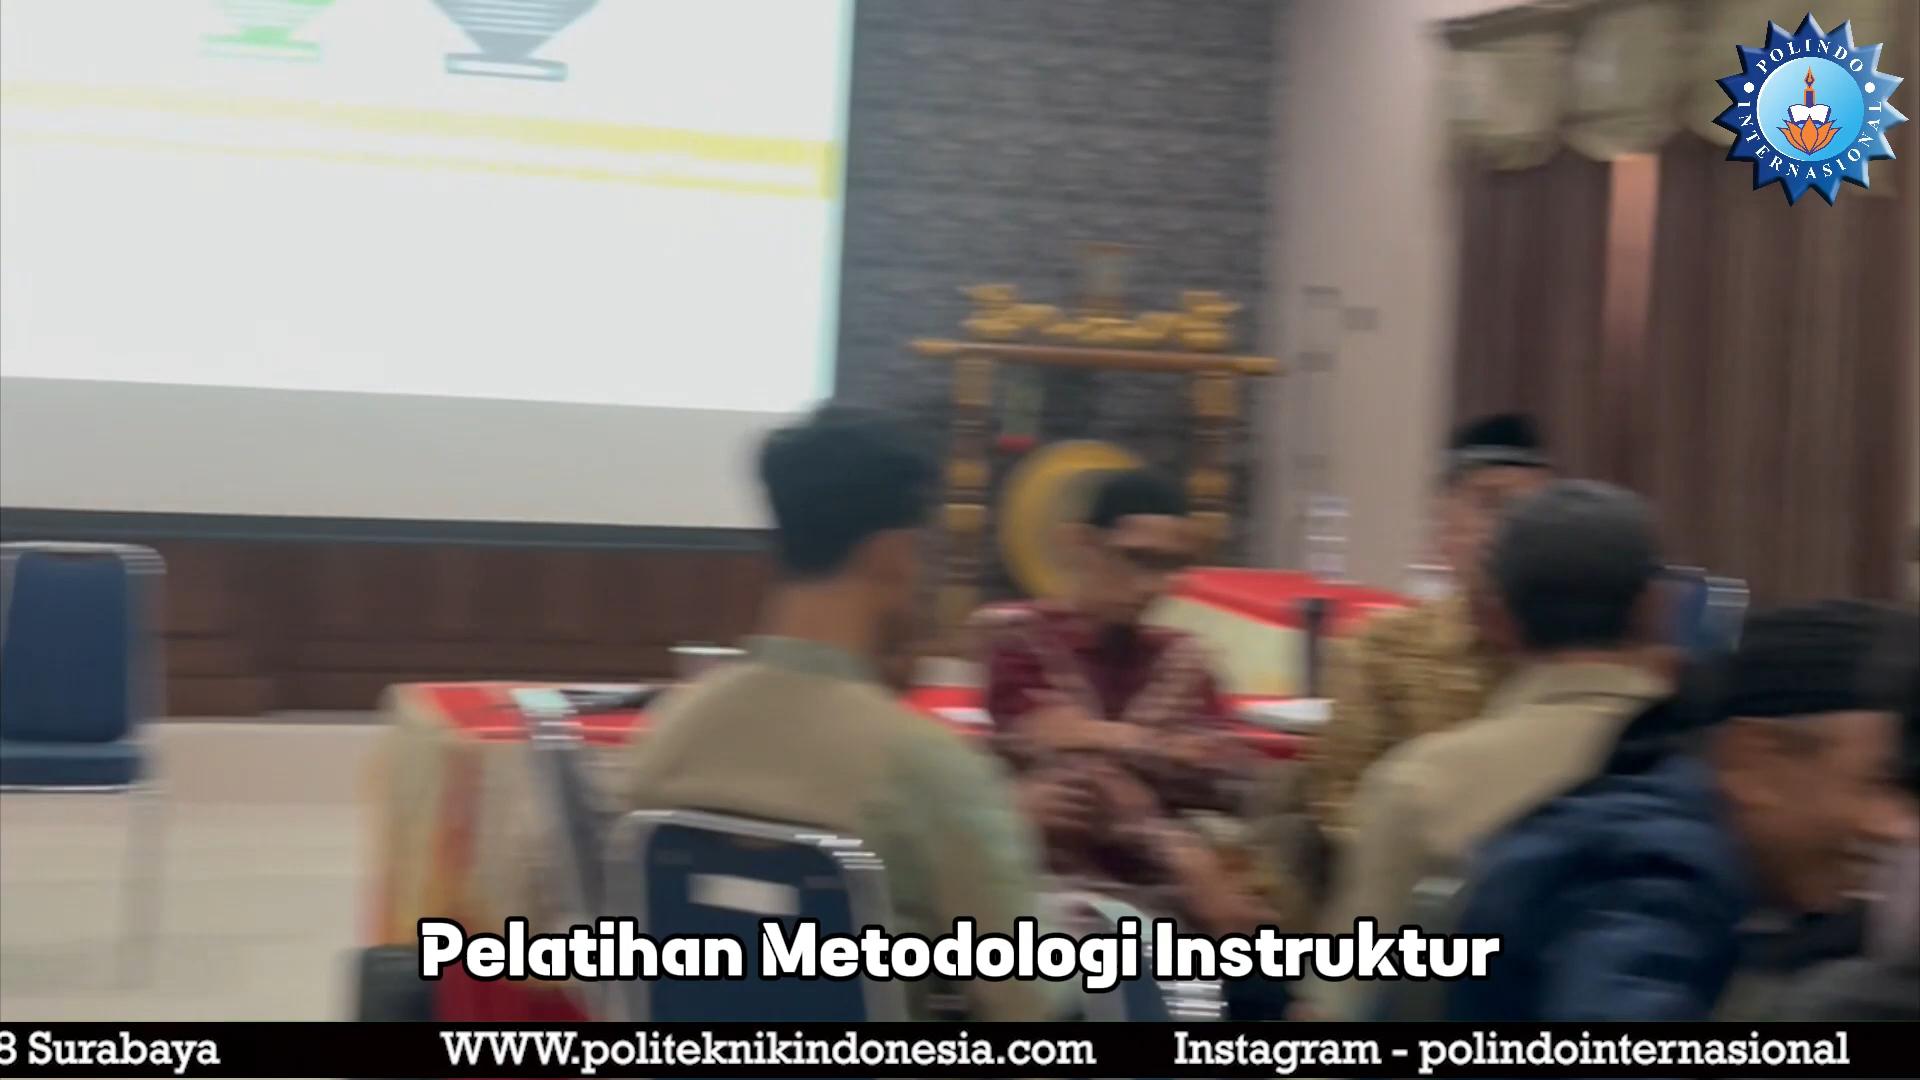 POLINDO
INTERNASIONAL
Pelatihan Metodologi Instruktur
8 Surabaya WWW.politeknikindonesia.com Instagram - polindointernasional